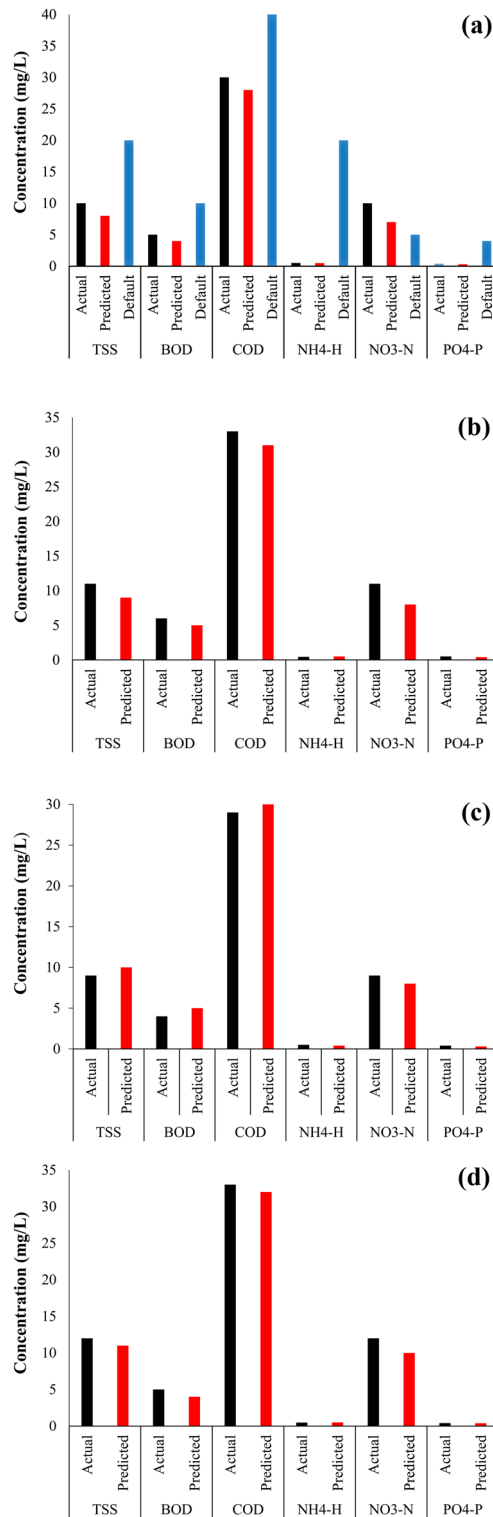 (a)
Concentration (mg/L)
40
35
30
25
20
15
10
5
0
Actual Predicted Default Actual Predicted Default Actual Predicted Default Actual Predicted Default Actual Predicted Default Actual Predicted Default
TSS BOD COD NH4-H NO3-N PO4-P
(b)
Concentration (mg/L)
35
30
25
20
15
10
5
0
Actual Predicted Actual Predicted Actual Predicted Actual Predicted Actual Predicted Actual Predicted
TSS BOD COD NH4-H NO3-N PO4-P
(c)
Concentration (mg/L)
30
25
20
15
10
5
0
Actual Predicted Actual Predicted Actual Predicted Actual Predicted Actual Predicted Actual Predicted
TSS BOD COD NH4-H NO3-N PO4-P
(d)
Concentration (mg/L)
35
30
25
20
15
10
5
0
Actual Predicted Actual Predicted Actual Predicted Actual Predicted Actual Predicted Actual Predicted
TSS BOD COD NH4-H NO3-N PO4-P